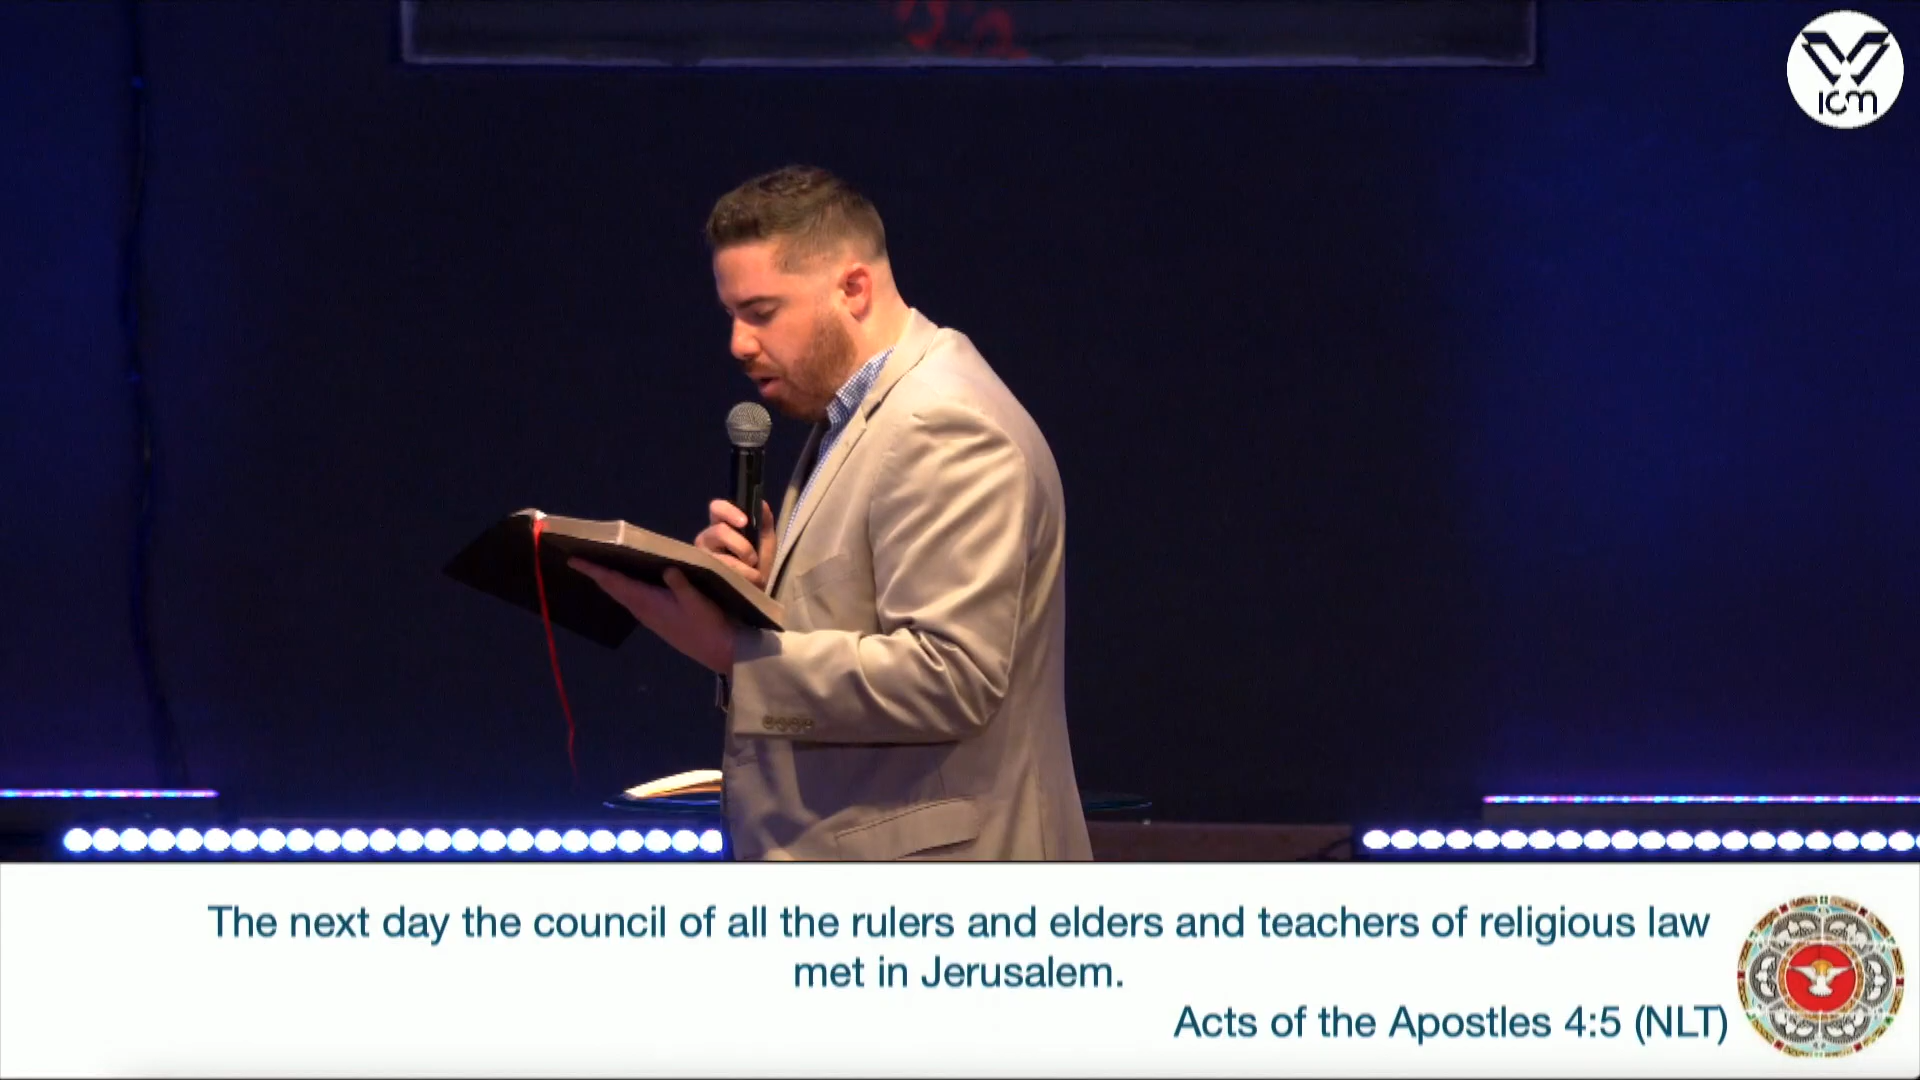 ICM
The next day the council of all the rulers and elders and teachers of religious law
met in Jerusalem.
Acts of the Apostles 4:5 (NLT)